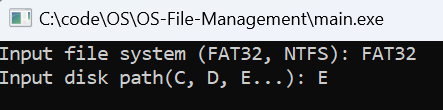 C:\code\OS\OS-File-Management\main.exe
Input file system (FAT32, NTFS): FAT32
Input disk path(C, D, E...): E